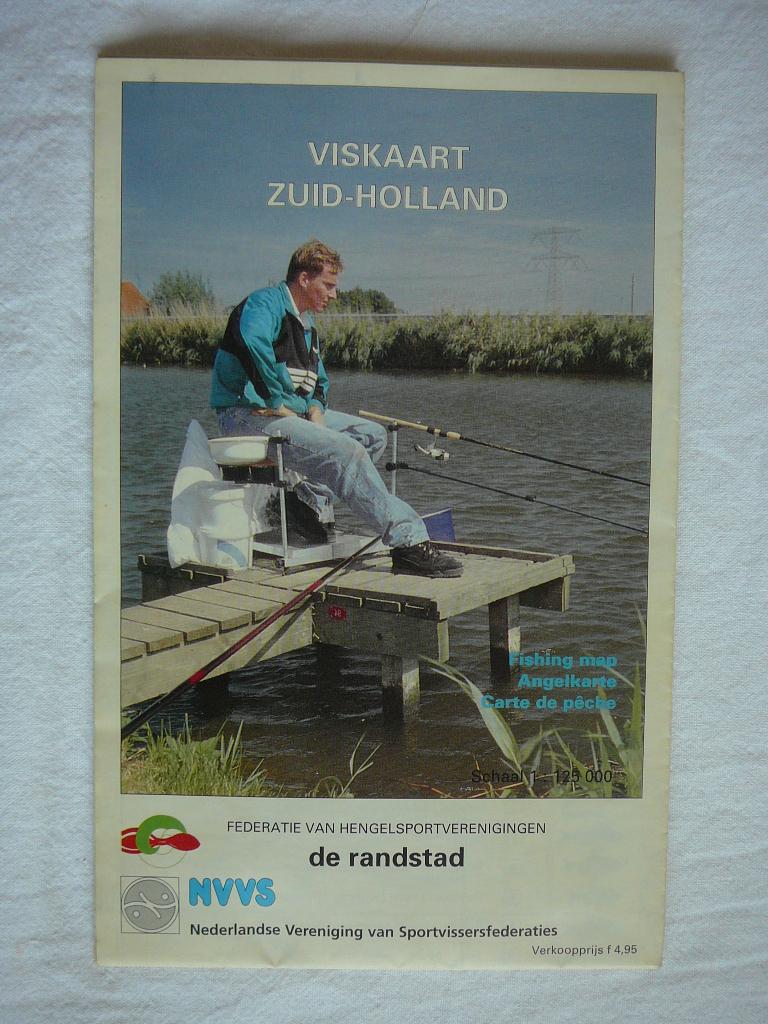 VISKAART
ZUID-HOLLAND
Fishing map
Angelkarte
Carte de pêche
Schaal 1 : 125 000
FEDERATIE VAN HENGELSPORTVERENIGINGEN
de randstad
NVVS
Nederlandse Vereniging van Sportvissersfederaties
Verkoopprijs f 4,95